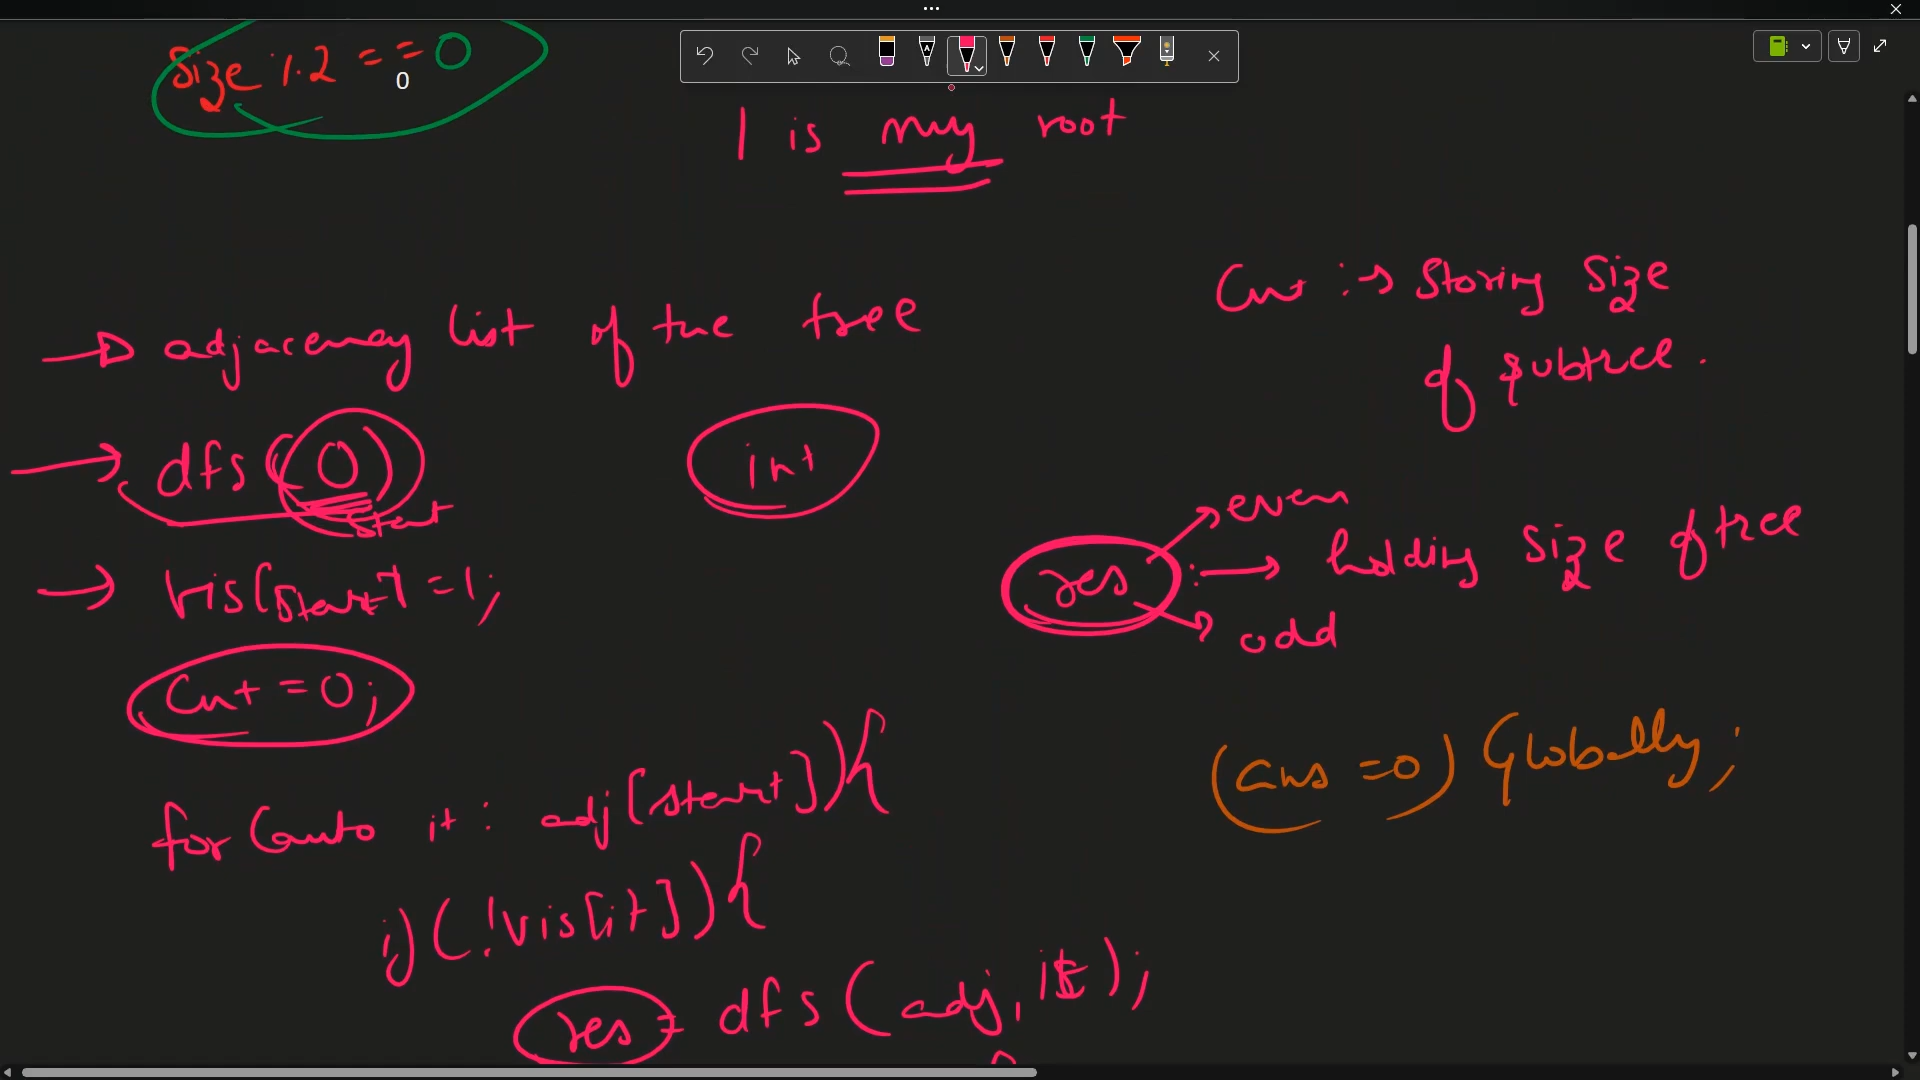 Size %2 == 0
0
1 is my root
→ adjacency list of the tree
Cnt :→ Storing Size
of subtree.
→ dfs(0)
start
int
→ vis[start] = 1;
res :→ holding Size of tree
even
odd
Cnt = 0;
(ans = 0) Globally;
for(auto it : adj[start]){
if(!vis[it]){
res = dfs(adj, it);